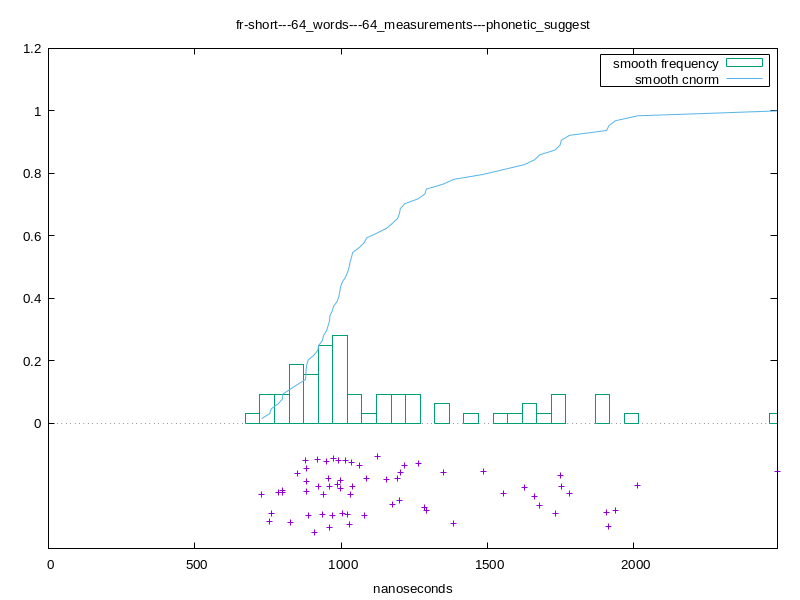 fr-short---64_words---64_measurements---phonetic_suggest
1.2
smooth frequency
smooth cnorm
1
0.8
0.6
0.4
0.2
0
0 500 1000 1500 2000
nanoseconds